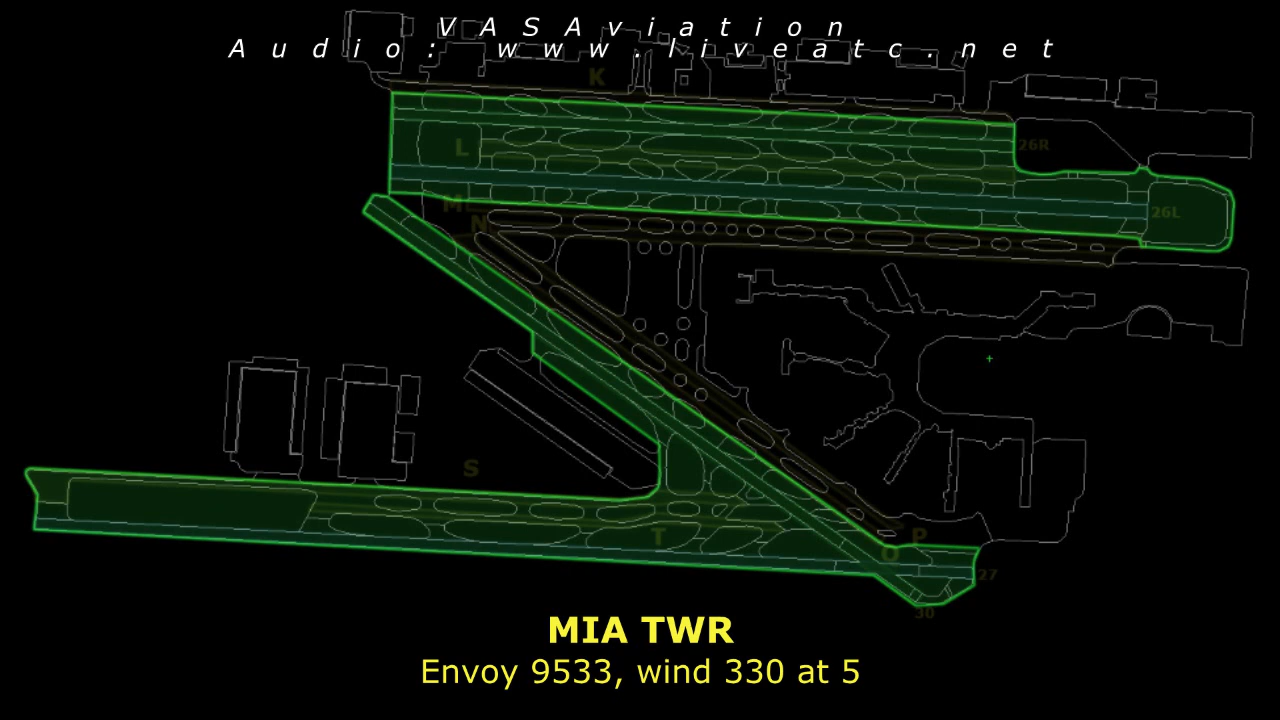 V A S A v i a t i o n
A u d i o : w w w . l i v e a t c . n e t
K
26R
L
M
26L
N
S
T
P
Q
27
30
MIA TWR
Envoy 9533, wind 330 at 5